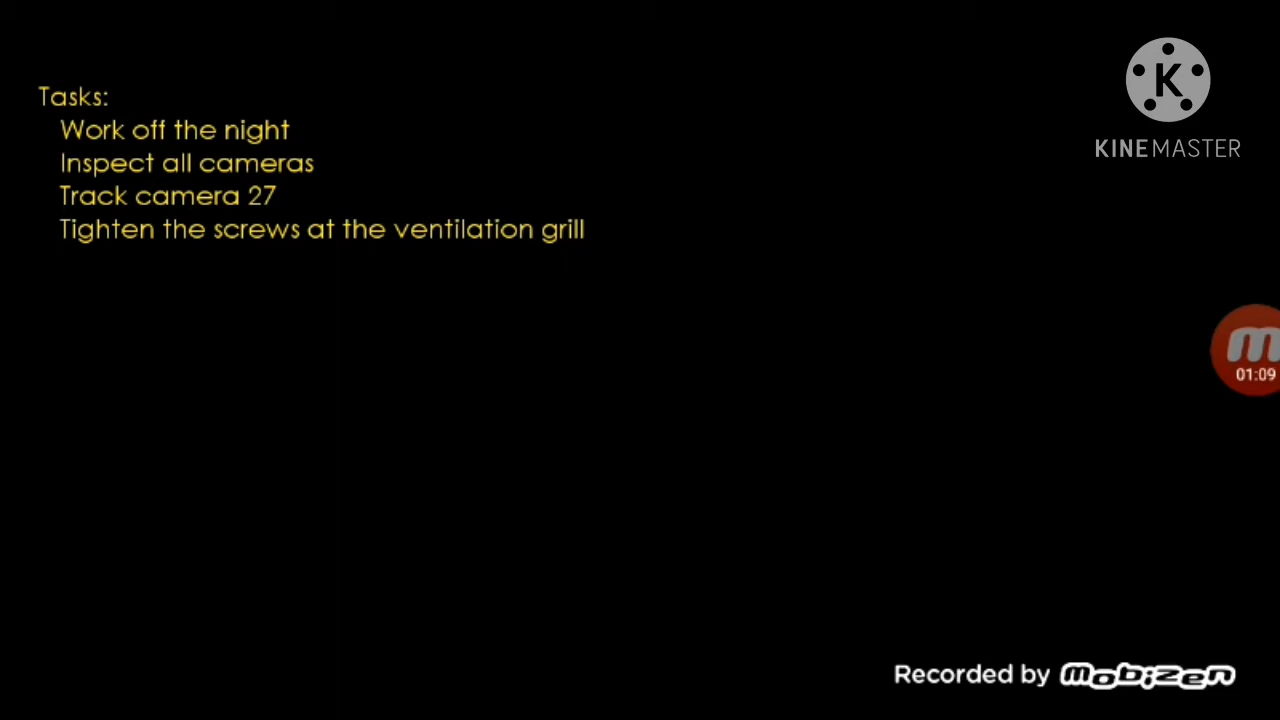 Tasks:
Work off the night
Inspect all cameras
Track camera 27
Tighten the screws at the ventilation grill
K
KINEMASTER
m
01:09
Recorded by mobizen